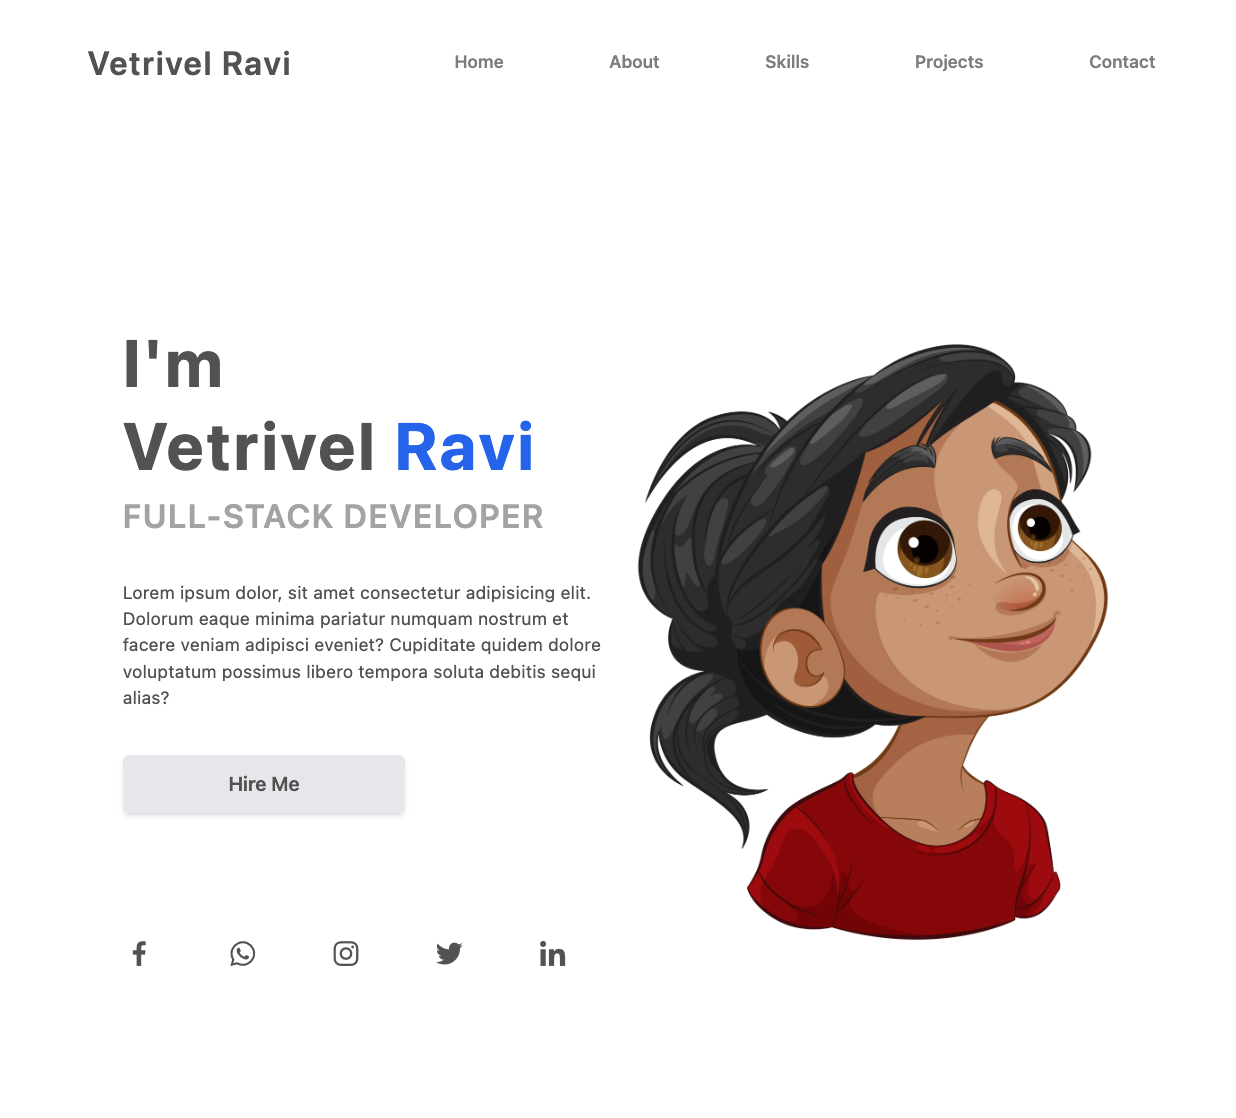 Vetrivel Ravi
Home About Skills Projects Contact
I'm
Vetrivel Ravi
FULL-STACK DEVELOPER
Lorem ipsum dolor, sit amet consectetur adipisicing elit.
Dolorum eaque minima pariatur numquam nostrum et
facere veniam adipisci eveniet? Cupiditate quidem dolore
voluptatum possimus libero tempora soluta debitis sequi
alias?
Hire Me